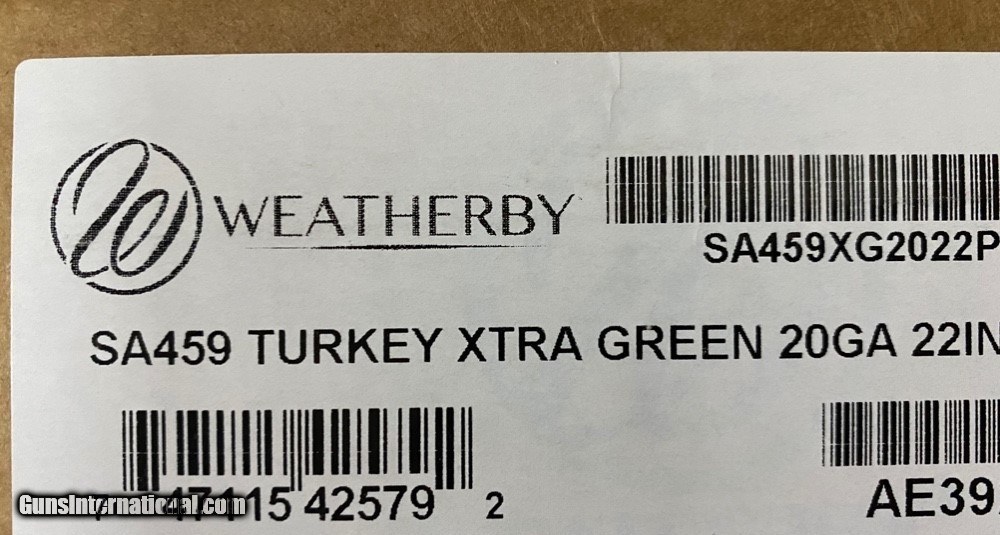 WEATHERBY
SA459XG2022P
SA459 TURKEY XTRA GREEN 20GA 22IN
47115 42579 2
AE39
GunsInternational.com